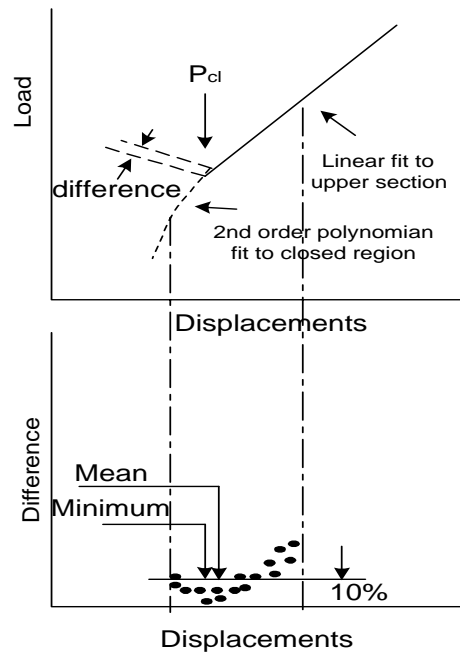 Load
Pcl
difference
Linear fit to
upper section
2nd order polynomian
fit to closed region
Displacements
Difference
Mean
Minimum
10%
Displacements